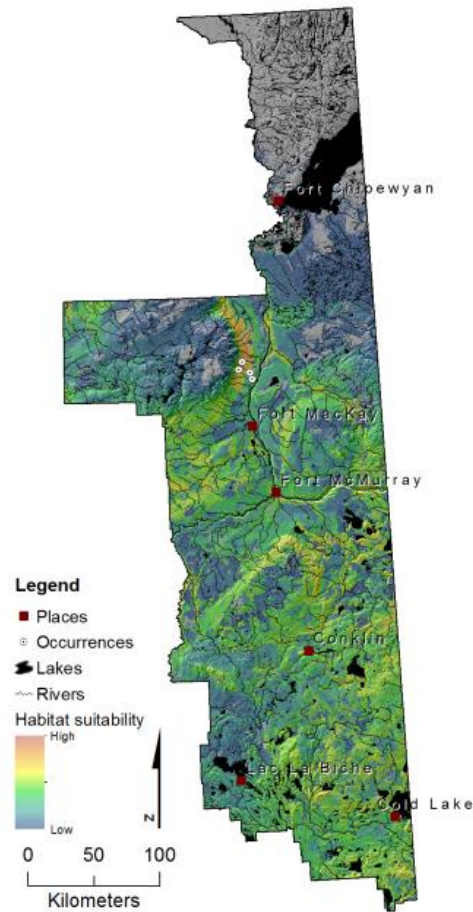 Fort Chipewyan
Fort MacKay
Fort McMurray
Conklin
Lac La Biche
Cold Lake
Legend
Places
Occurrences
Lakes
Rivers
Habitat suitability
High
Low
N
0 50 100
Kilometers